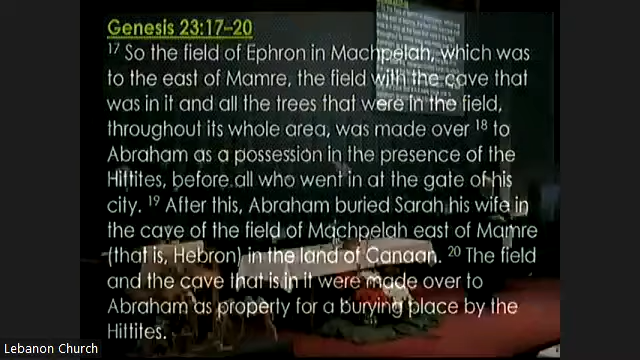 Genesis 23:17–20
17 So the field of Ephron in Machpelah, which was
to the east of Mamre, the field with the cave that
was in it and all the trees that were in the field,
throughout its whole area, was made over 18 to
Abraham as a possession in the presence of the
Hittites, before all who went in at the gate of his
city. 19 After this, Abraham buried Sarah his wife in
the cave of the field of Machpelah east of Mamre
(that is, Hebron) in the land of Canaan. 20 The field
and the cave that is in it were made over to
Abraham as property for a burying place by the
Hittites.
Lebanon Church